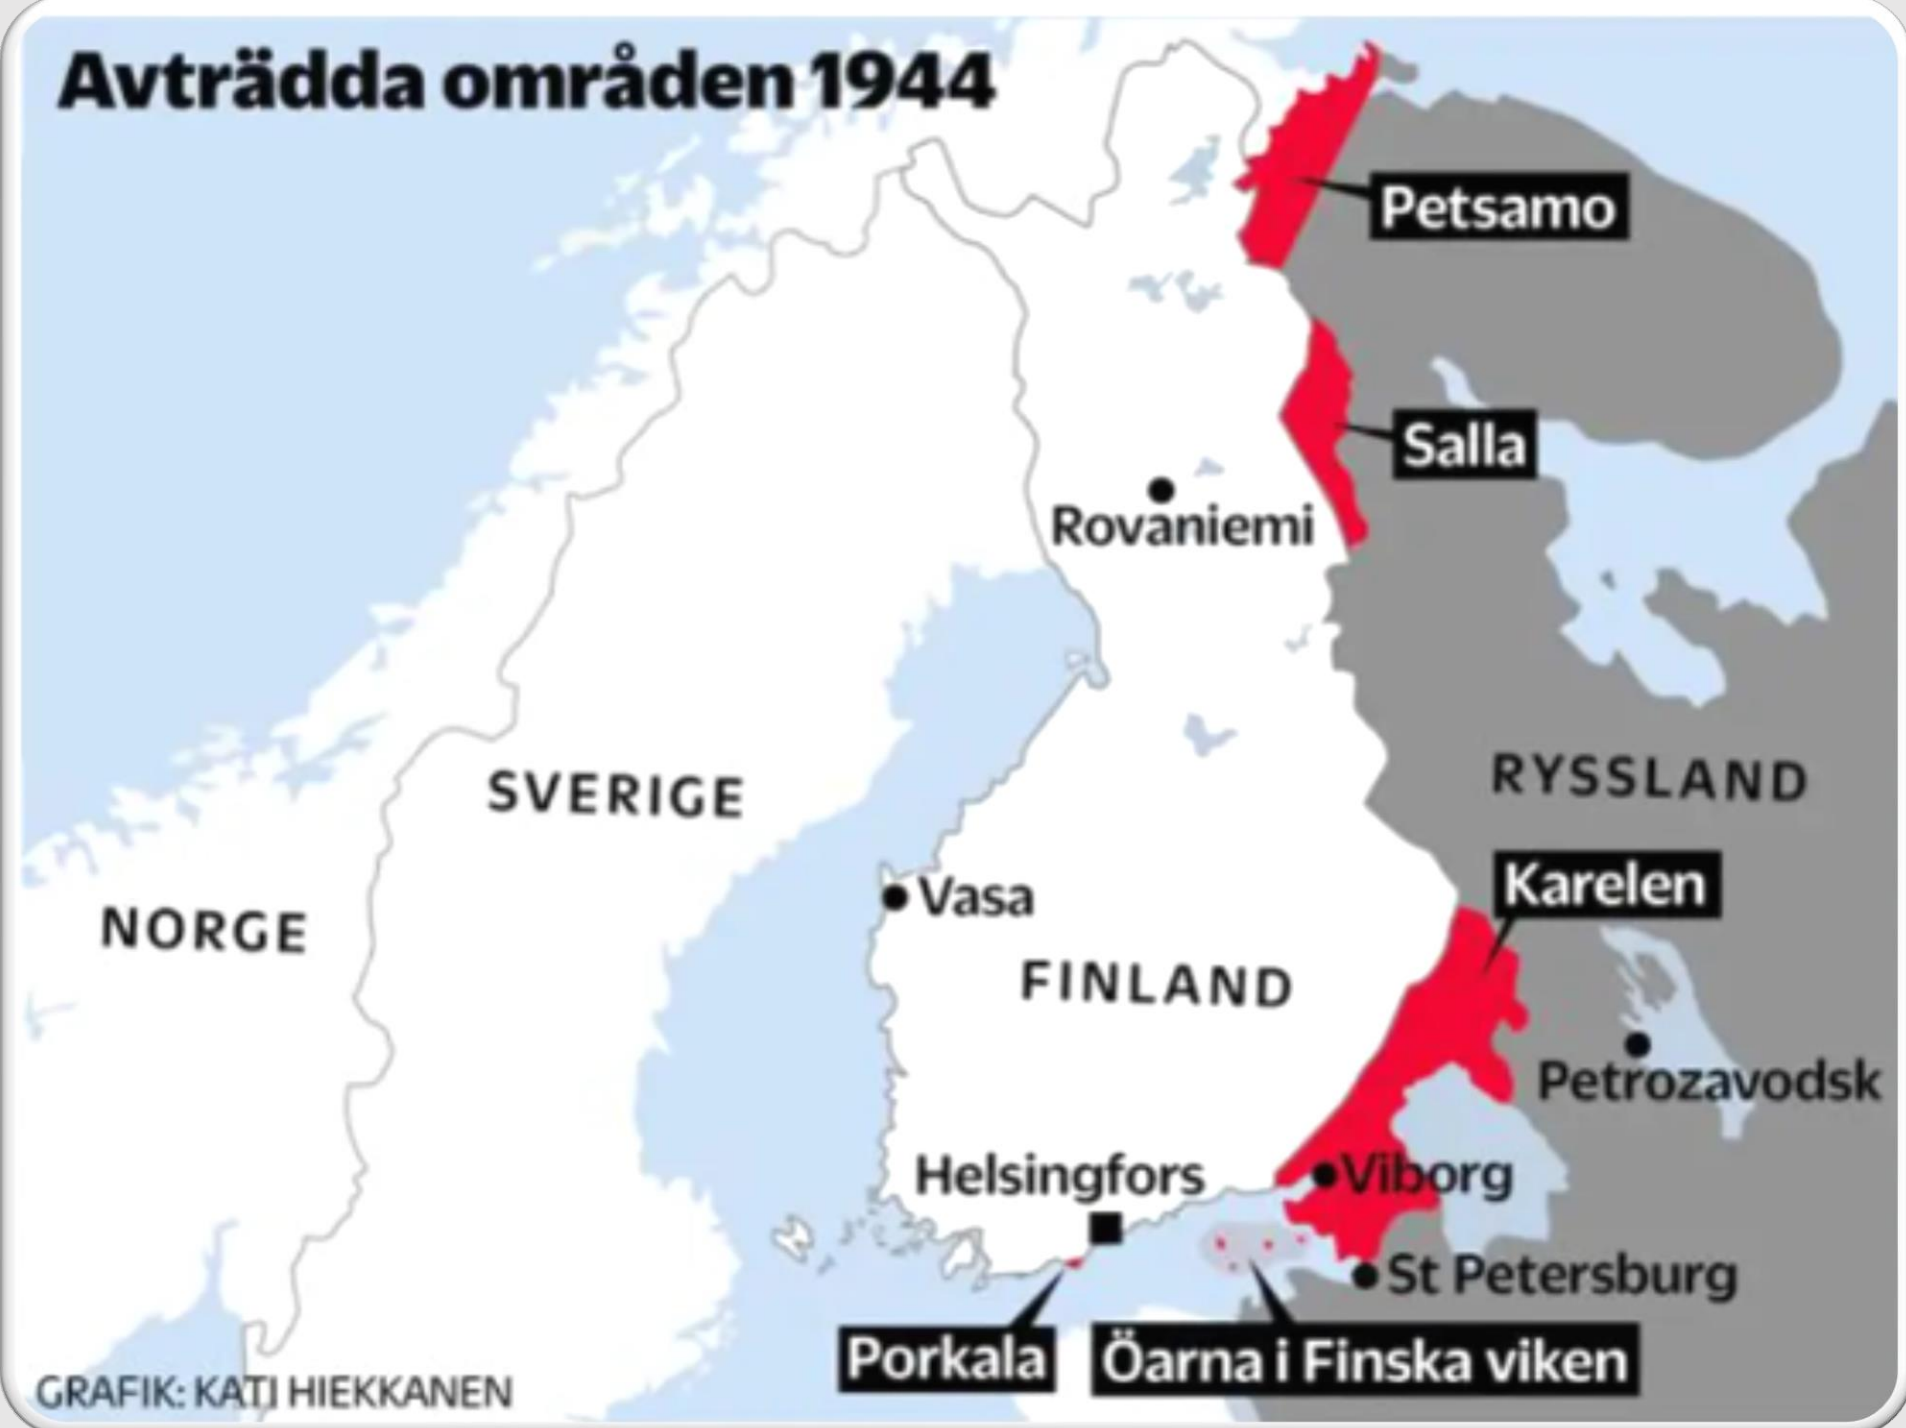 Avträdda områden 1944
Petsamo
Salla
Rovaniemi
RYSSLAND
SVERIGE
Karelen
Vasa
NORGE
FINLAND
Petrozavodsk
Helsingfors
Viborg
St Petersburg
Porkala
Öarna i Finska viken
GRAFIK: KATI HIEKKANEN